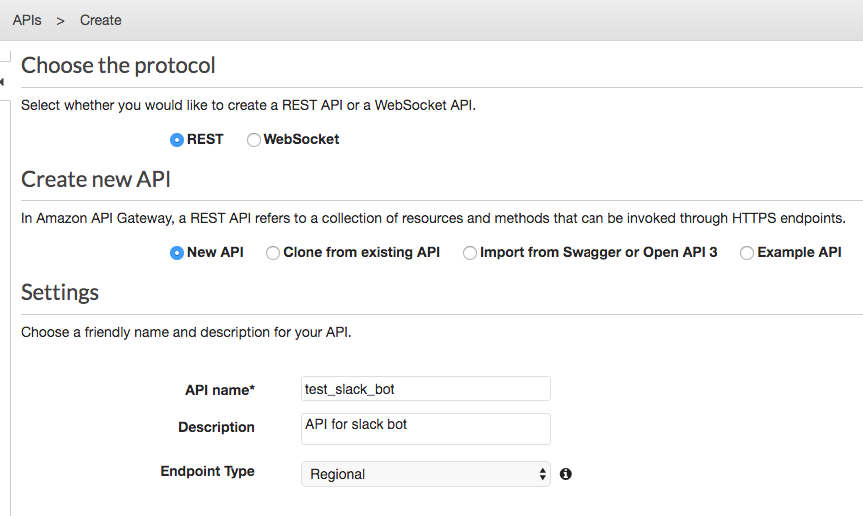 APIs > Create
Choose the protocol
Select whether you would like to create a REST API or a WebSocket API.
REST WebSocket
Create new API
In Amazon API Gateway, a REST API refers to a collection of resources and methods that can be invoked through HTTPS endpoints.
New API Clone from existing API Import from Swagger or Open API 3 Example API
Settings
Choose a friendly name and description for your API.
API name* test_slack_bot
Description API for slack bot
Endpoint Type Regional